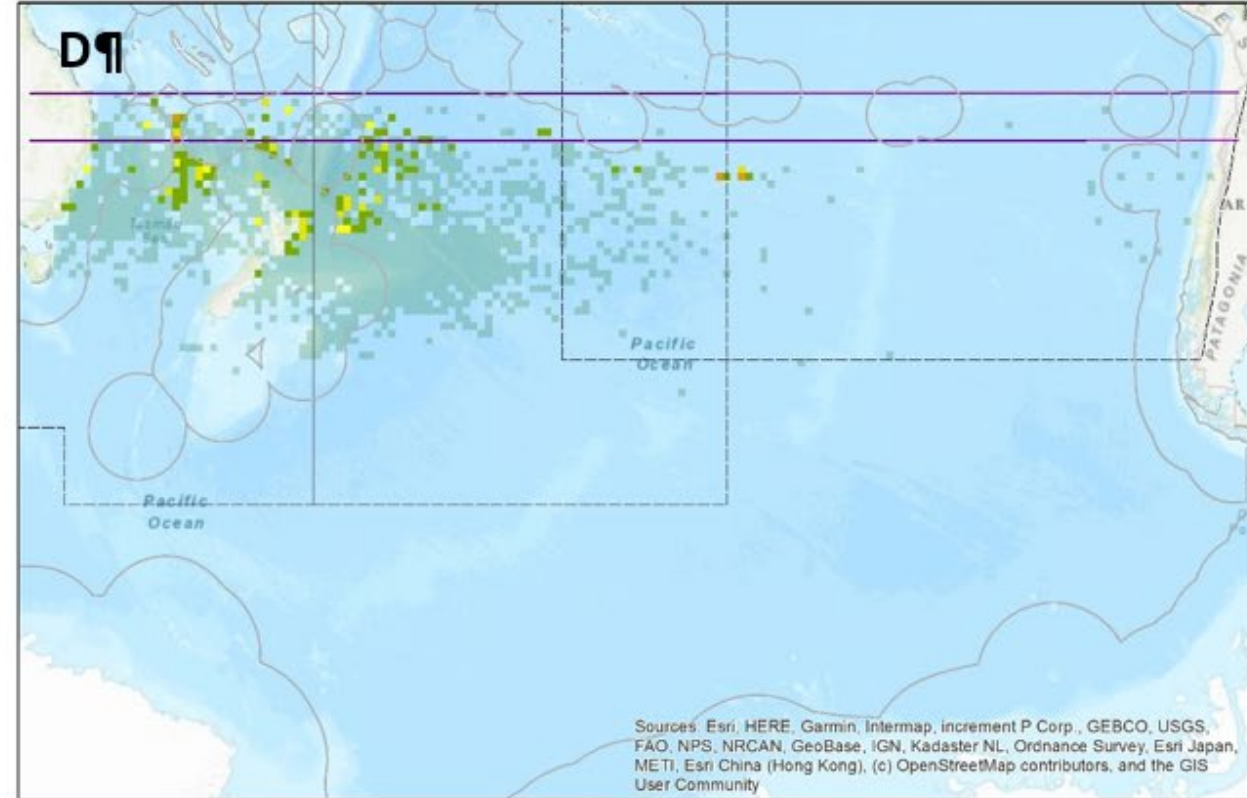 D¶
Tasman
Sea
AR
PATAGONIA
Pacific
Ocean
Pacific
Ocean
Sources: Esri, HERE, Garmin, Intermap, increment P Corp., GEBCO, USGS,
FAO, NPS, NRCAN, GeoBase, IGN, Kadaster NL, Ordnance Survey, Esri Japan,
METI, Esri China (Hong Kong), (c) OpenStreetMap contributors, and the GIS
User Community